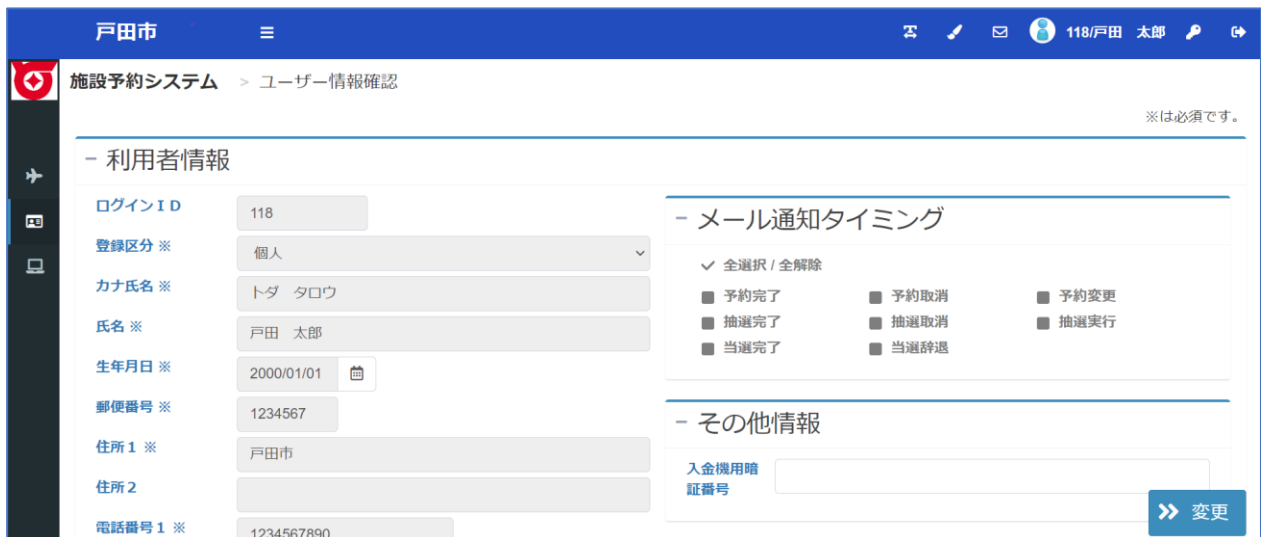 戸田市
118/戸田 太郎
施設予約システム > ユーザー情報確認
※は必須です。
− 利用者情報
ログインＩＤ
118
登録区分 ※
個人
カナ氏名 ※
トダ　タロウ
氏名 ※
戸田　太郎
生年月日 ※
2000/01/01
郵便番号 ※
1234567
住所１ ※
戸田市
住所２
電話番号１ ※
1234567890
− メール通知タイミング
全選択 / 全解除
予約完了 予約取消 予約変更
抽選完了 抽選取消 抽選実行
当選完了 当選辞退
− その他情報
入金機用暗
証番号
変更